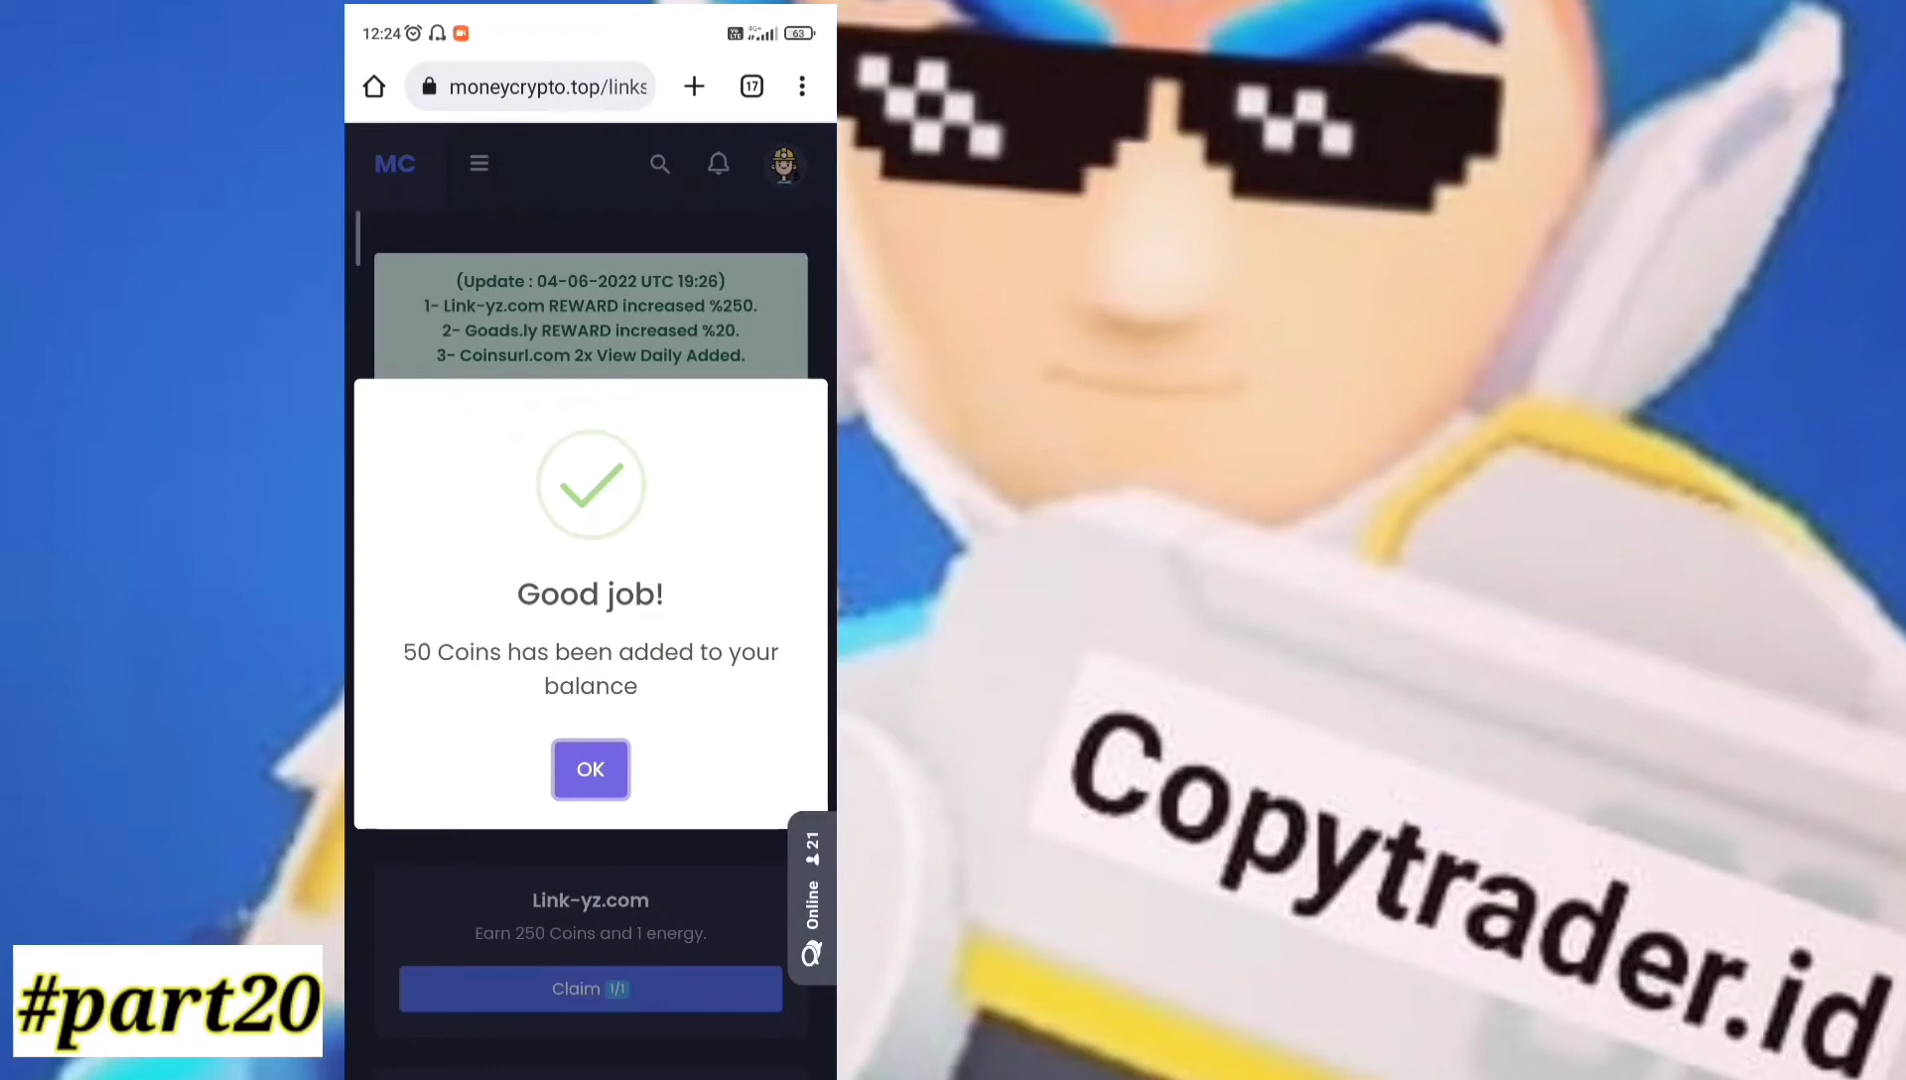 12:24
63
moneycrypto.top/links
17
MC
(Update : 04-06-2022 UTC 19:26)
1- Link-yz.com REWARD increased %250.
2- Goads.ly REWARD increased %20.
3- Coinsurl.com 2x View Daily Added.
Good job!
50 Coins has been added to your
balance
OK
Online 21
Link-yz.com
Earn 250 Coins and 1 energy.
Claim 1/1
#part20
Copytrader.id